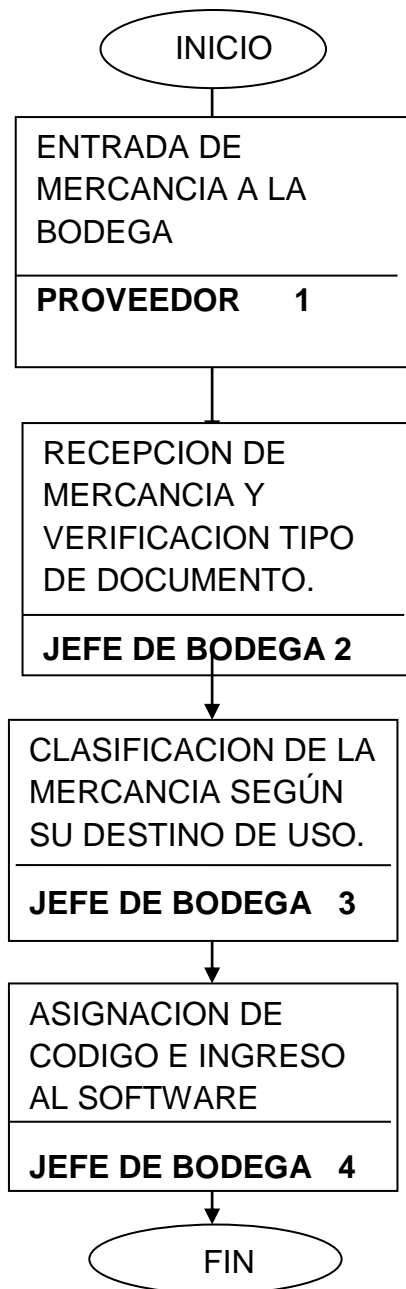 INICIO
ENTRADA DE
MERCANCIA A LA
BODEGA
PROVEEDOR 1
RECEPCION DE
MERCANCIA Y
VERIFICACION TIPO
DE DOCUMENTO.
JEFE DE BODEGA 2
CLASIFICACION DE LA
MERCANCIA SEGÚN
SU DESTINO DE USO.
JEFE DE BODEGA 3
ASIGNACION DE
CODIGO E INGRESO
AL SOFTWARE
JEFE DE BODEGA 4
FIN